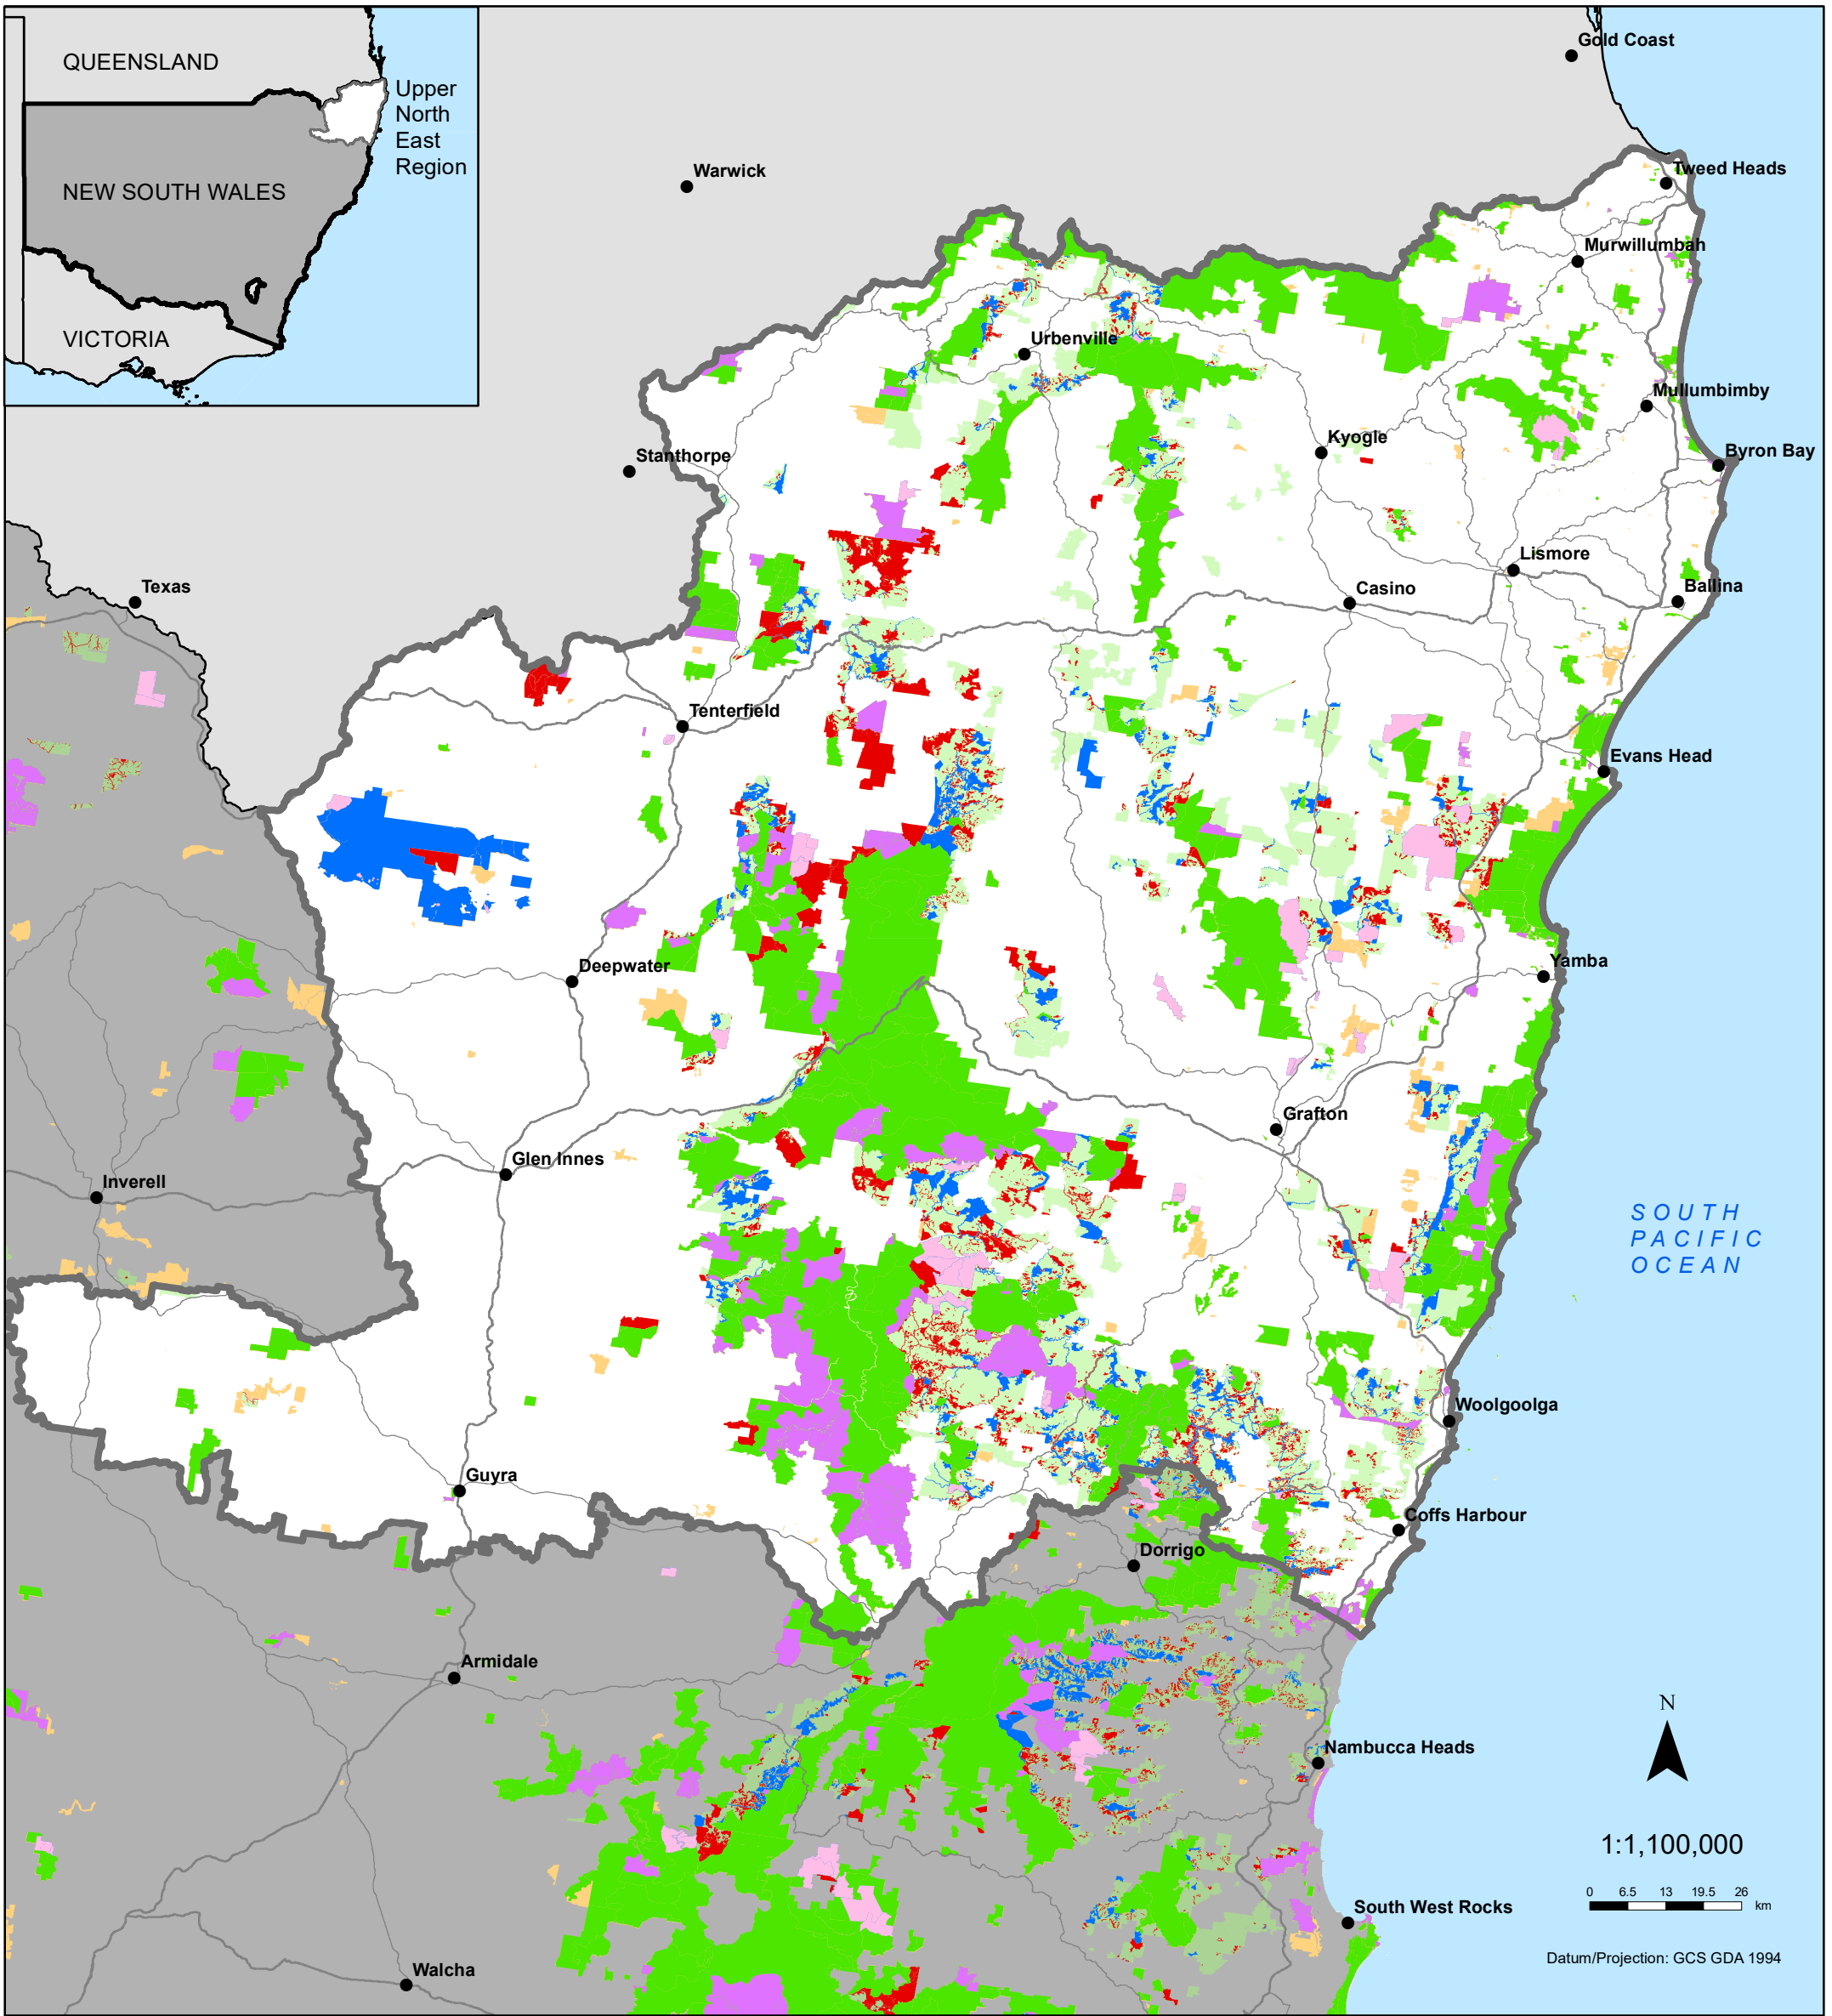 QUEENSLAND
Upper
North
East
Region
NEW SOUTH WALES
VICTORIA
Gold Coast
Warwick
Tweed Heads
Murwillumbah
Urbenville
Mullumbimby
Kyogle
Byron Bay
Stanthorpe
Lismore
Texas
Casino
Ballina
Tenterfield
Evans Head
Deepwater
Yamba
Grafton
Glen Innes
Inverell
SOUTH
PACIFIC
OCEAN
Woolgoolga
Guyra
Coffs Harbour
Dorrigo
Armidale
N
Nambucca Heads
1:1,100,000
0 6.5 13 19.5 26
km
South West Rocks
Datum/Projection: GCS GDA 1994
Walcha